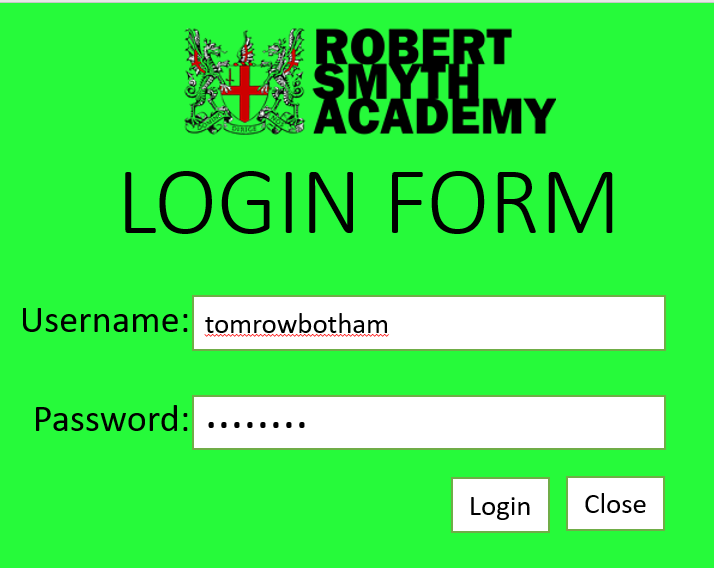 ROBERT
SMYTH
ACADEMY
LOGIN FORM
Username: tomrowbotham
Password: ........
Login Close